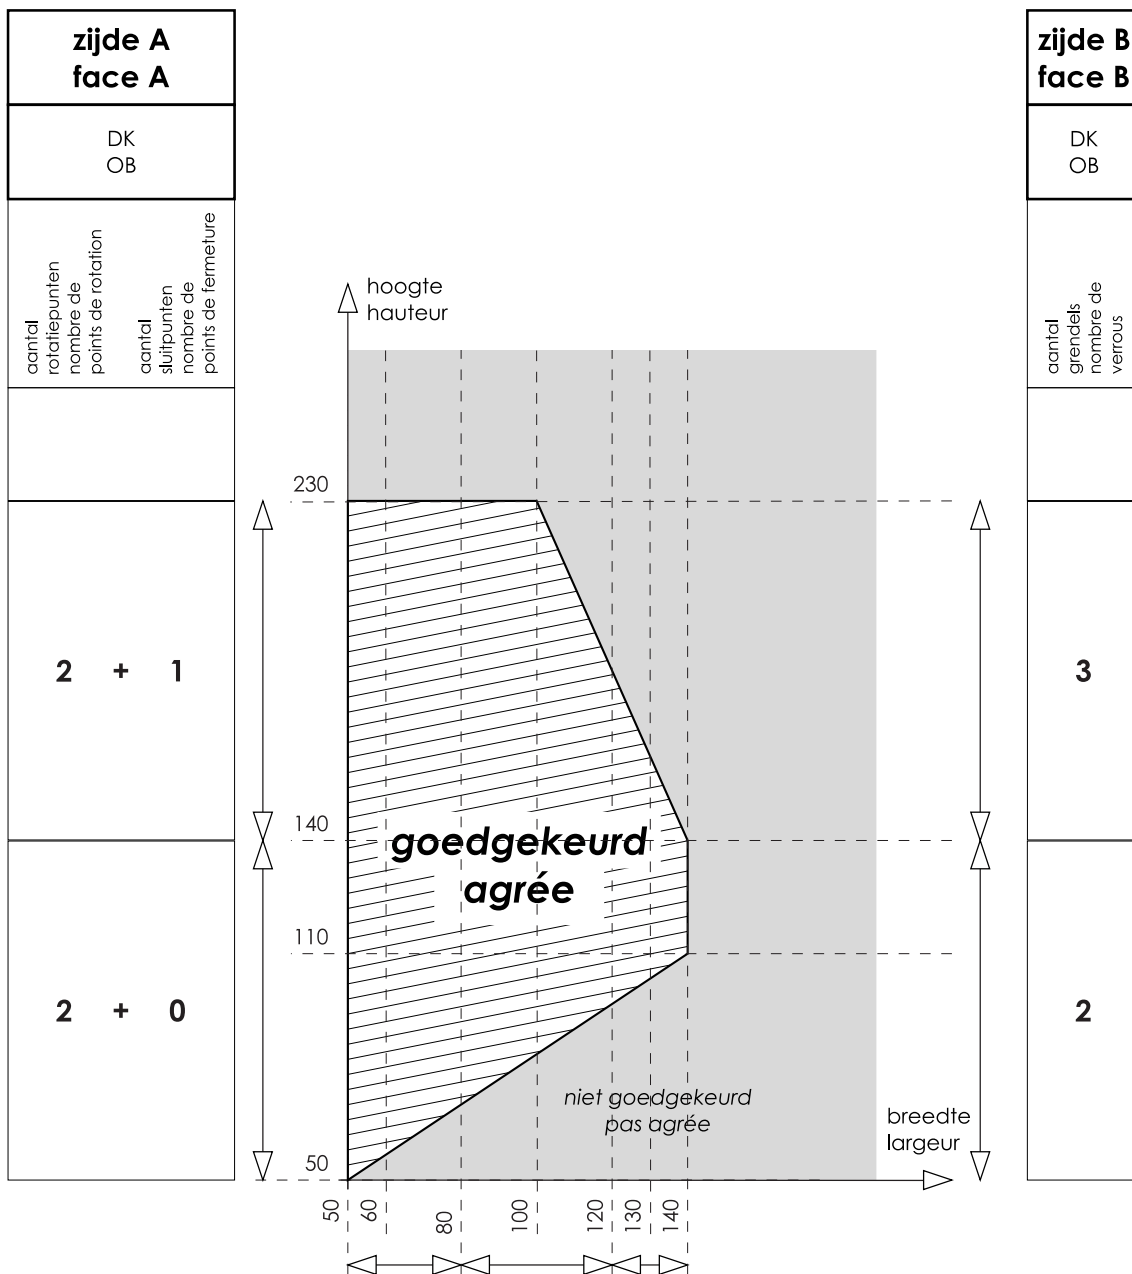 zijde A
face A
DK
OB
aantal
rotatiepunten
nombre de
points de rotation
aantal
sluitpunten
nombre de
points de fermeture
2 + 1
2 + 0
hoogte
hauteur
230
140
110
50
goedgekeurd
agrée
niet goedgekeurd
pas agrée
breedte
largeur
50
60
80
100
120
130
140
zijde B
face B
DK
OB
aantal
grendels
nombre de
verrous
3
2